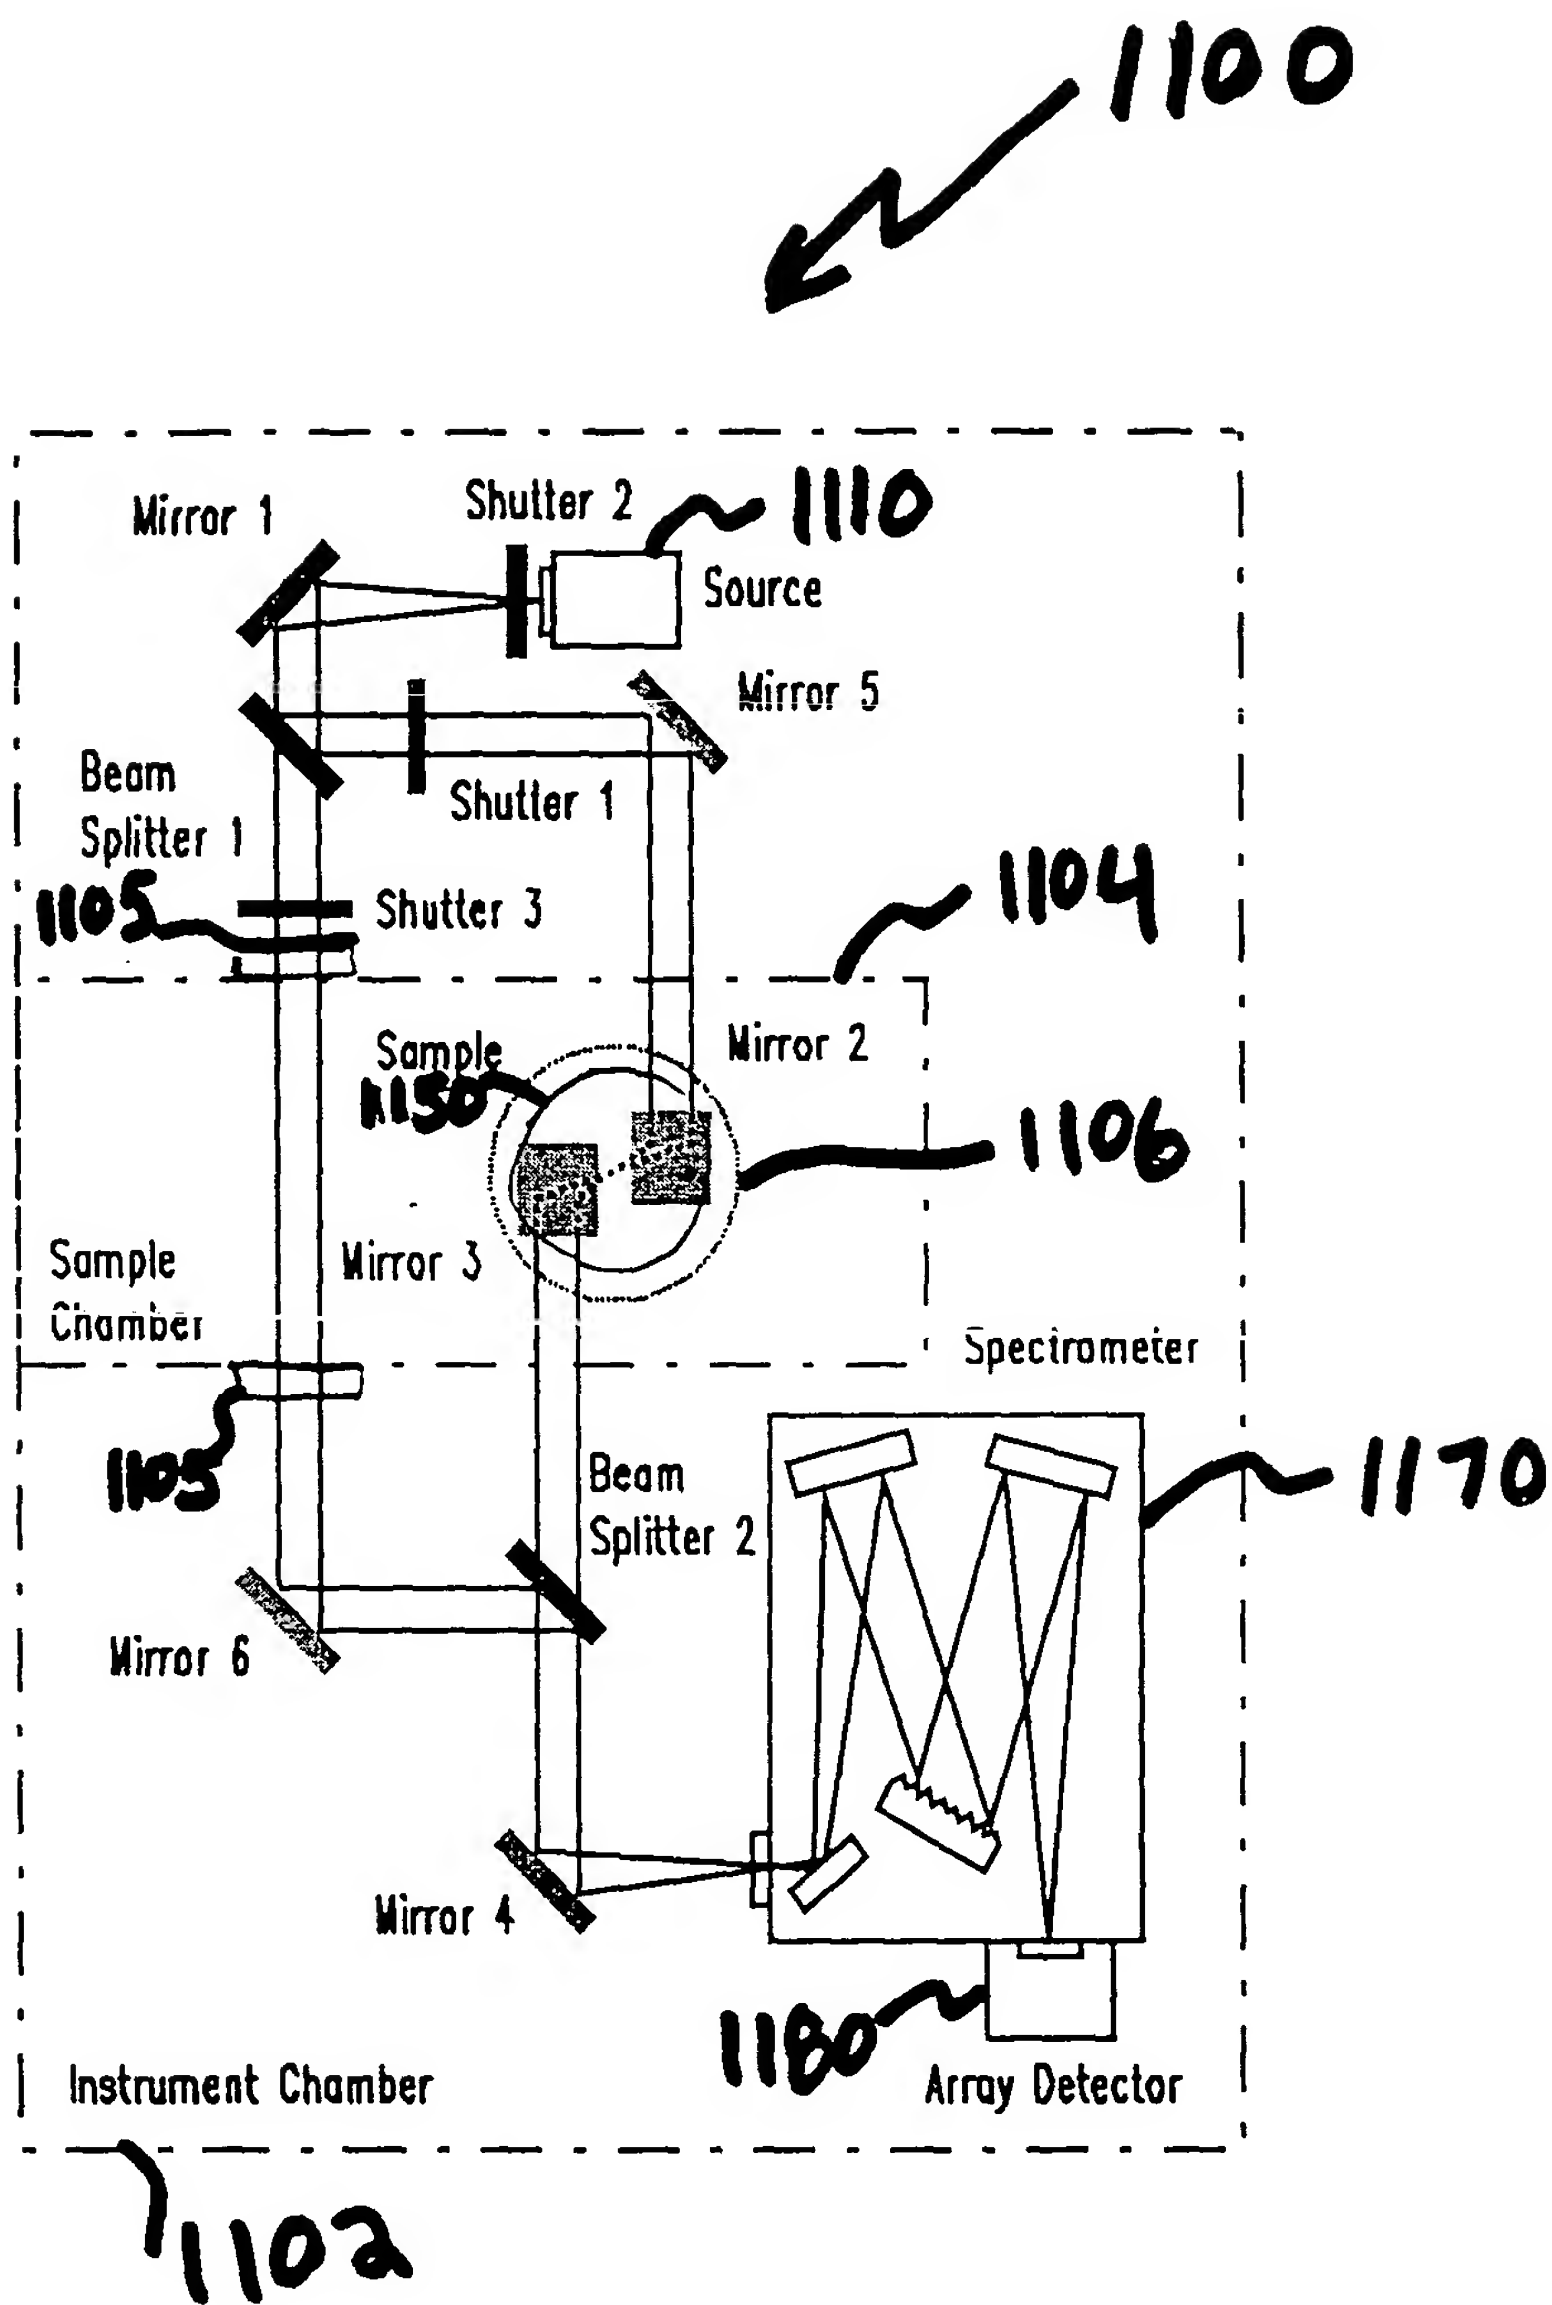 1100
Mirror 1
Shutter 2
1110
Source
Mirror 5
Beam
Splitter 1
Shutter 1
1105
Shutter 3
1104
Sample
1150
Mirror 2
1106
Sample
Chamber
Mirror 3
Spectrometer
1105
Beam
Splitter 2
1170
Mirror 6
Mirror 4
1180
Instrument Chamber
Array Detector
1102